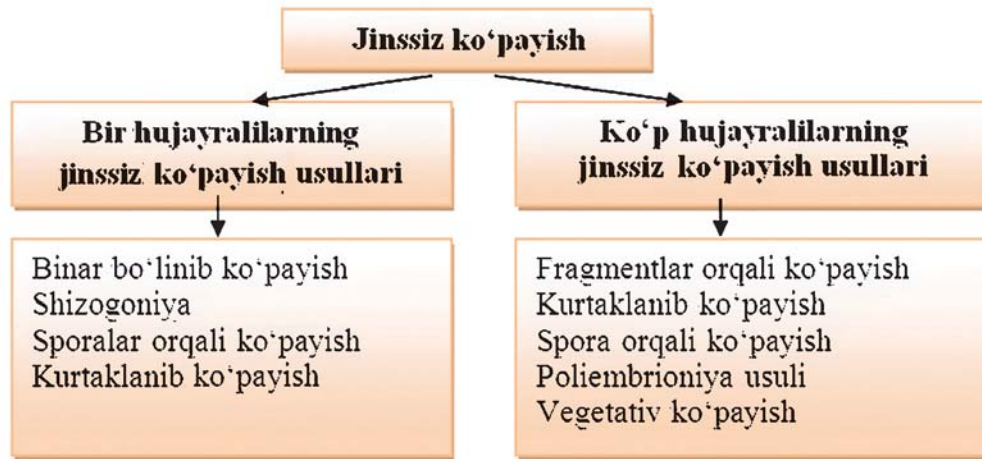 Jinssiz ko‘payish
Bir hujayralilarning
jinssiz ko‘payish usullari
Ko‘p hujayralilarning
jinssiz ko‘payish usullari
Binar bo‘linib ko‘payish
Shizogoniya
Sporalar orqali ko‘payish
Kurtaklanib ko‘payish
Fragmentlar orqali ko‘payish
Kurtaklanib ko‘payish
Spora orqali ko‘payish
Poliembrioniya usuli
Vegetativ ko‘payish